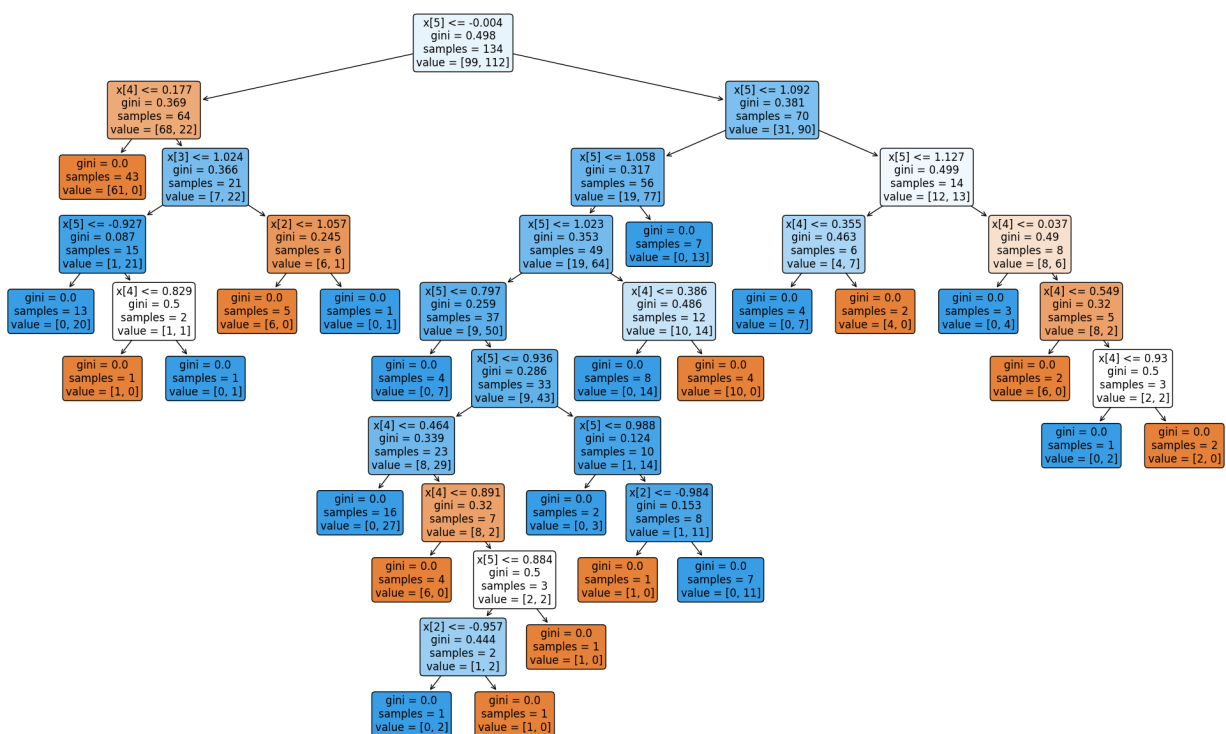 x[5] <= -0.004
gini = 0.498
samples = 134
value = [99, 112]
x[4] <= 0.177
gini = 0.369
samples = 64
value = [68, 22]
x[5] <= 1.092
gini = 0.381
samples = 70
value = [31, 90]
gini = 0.0
samples = 43
value = [61, 0]
x[3] <= 1.024
gini = 0.366
samples = 21
value = [7, 22]
x[5] <= 1.058
gini = 0.317
samples = 56
value = [19, 77]
x[5] <= 1.127
gini = 0.499
samples = 14
value = [12, 13]
x[5] <= -0.927
gini = 0.087
samples = 15
value = [1, 21]
x[2] <= 1.057
gini = 0.245
samples = 6
value = [6, 1]
x[5] <= 1.023
gini = 0.353
samples = 49
value = [19, 64]
gini = 0.0
samples = 7
value = [0, 13]
x[4] <= 0.355
gini = 0.463
samples = 6
value = [4, 7]
x[4] <= 0.037
gini = 0.49
samples = 8
value = [8, 6]
gini = 0.0
samples = 13
value = [0, 20]
x[4] <= 0.829
gini = 0.5
samples = 2
value = [1, 1]
gini = 0.0
samples = 5
value = [6, 0]
gini = 0.0
samples = 1
value = [0, 1]
x[5] <= 0.797
gini = 0.259
samples = 37
value = [9, 50]
x[4] <= 0.386
gini = 0.486
samples = 12
value = [10, 14]
gini = 0.0
samples = 4
value = [0, 7]
gini = 0.0
samples = 2
value = [4, 0]
gini = 0.0
samples = 3
value = [0, 4]
x[4] <= 0.549
gini = 0.32
samples = 5
value = [8, 2]
gini = 0.0
samples = 1
value = [1, 0]
gini = 0.0
samples = 1
value = [0, 1]
gini = 0.0
samples = 4
value = [0, 7]
x[5] <= 0.936
gini = 0.286
samples = 33
value = [9, 43]
gini = 0.0
samples = 8
value = [0, 14]
gini = 0.0
samples = 4
value = [10, 0]
gini = 0.0
samples = 2
value = [6, 0]
x[4] <= 0.93
gini = 0.5
samples = 3
value = [2, 2]
x[4] <= 0.464
gini = 0.339
samples = 23
value = [8, 29]
x[5] <= 0.988
gini = 0.124
samples = 10
value = [1, 14]
gini = 0.0
samples = 1
value = [0, 2]
gini = 0.0
samples = 2
value = [2, 0]
gini = 0.0
samples = 16
value = [0, 27]
x[4] <= 0.891
gini = 0.32
samples = 7
value = [8, 2]
gini = 0.0
samples = 2
value = [0, 3]
x[2] <= -0.984
gini = 0.153
samples = 8
value = [1, 11]
gini = 0.0
samples = 4
value = [6, 0]
x[5] <= 0.884
gini = 0.5
samples = 3
value = [2, 2]
gini = 0.0
samples = 1
value = [1, 0]
gini = 0.0
samples = 7
value = [0, 11]
x[2] <= -0.957
gini = 0.444
samples = 2
value = [1, 2]
gini = 0.0
samples = 1
value = [1, 0]
gini = 0.0
samples = 1
value = [0, 2]
gini = 0.0
samples = 1
value = [1, 0]